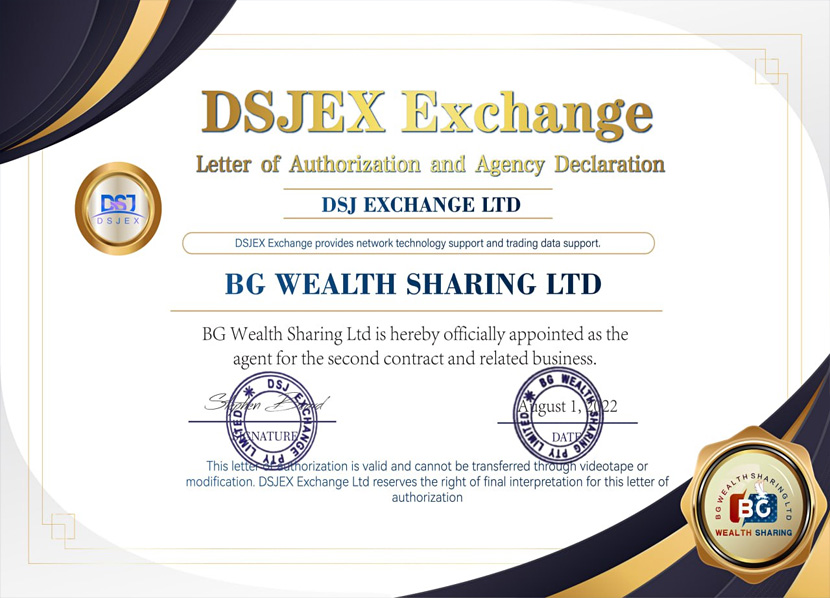 DSJEX Exchange
Letter of Authorization and Agency Declaration
DSJ
DSJEX
DSJ EXCHANGE LTD
DSJEX Exchange provides network technology support and trading data support.
BG WEALTH SHARING LTD
BG Wealth Sharing Ltd is hereby officially appointed as the
agent for the second contract and related business.
DSJ EXCHANGE PTY LIMITED
BG WEALTH SHARING PTY LIMITED
Stephen
August 1, 2022
SIGNATURE
DATE
This letter of authorization is valid and cannot be transferred through videotape or
modification. DSJEX Exchange Ltd reserves the right of final interpretation for this letter of
authorization
BG WEALTH SHARING LTD
BG
WEALTH SHARING